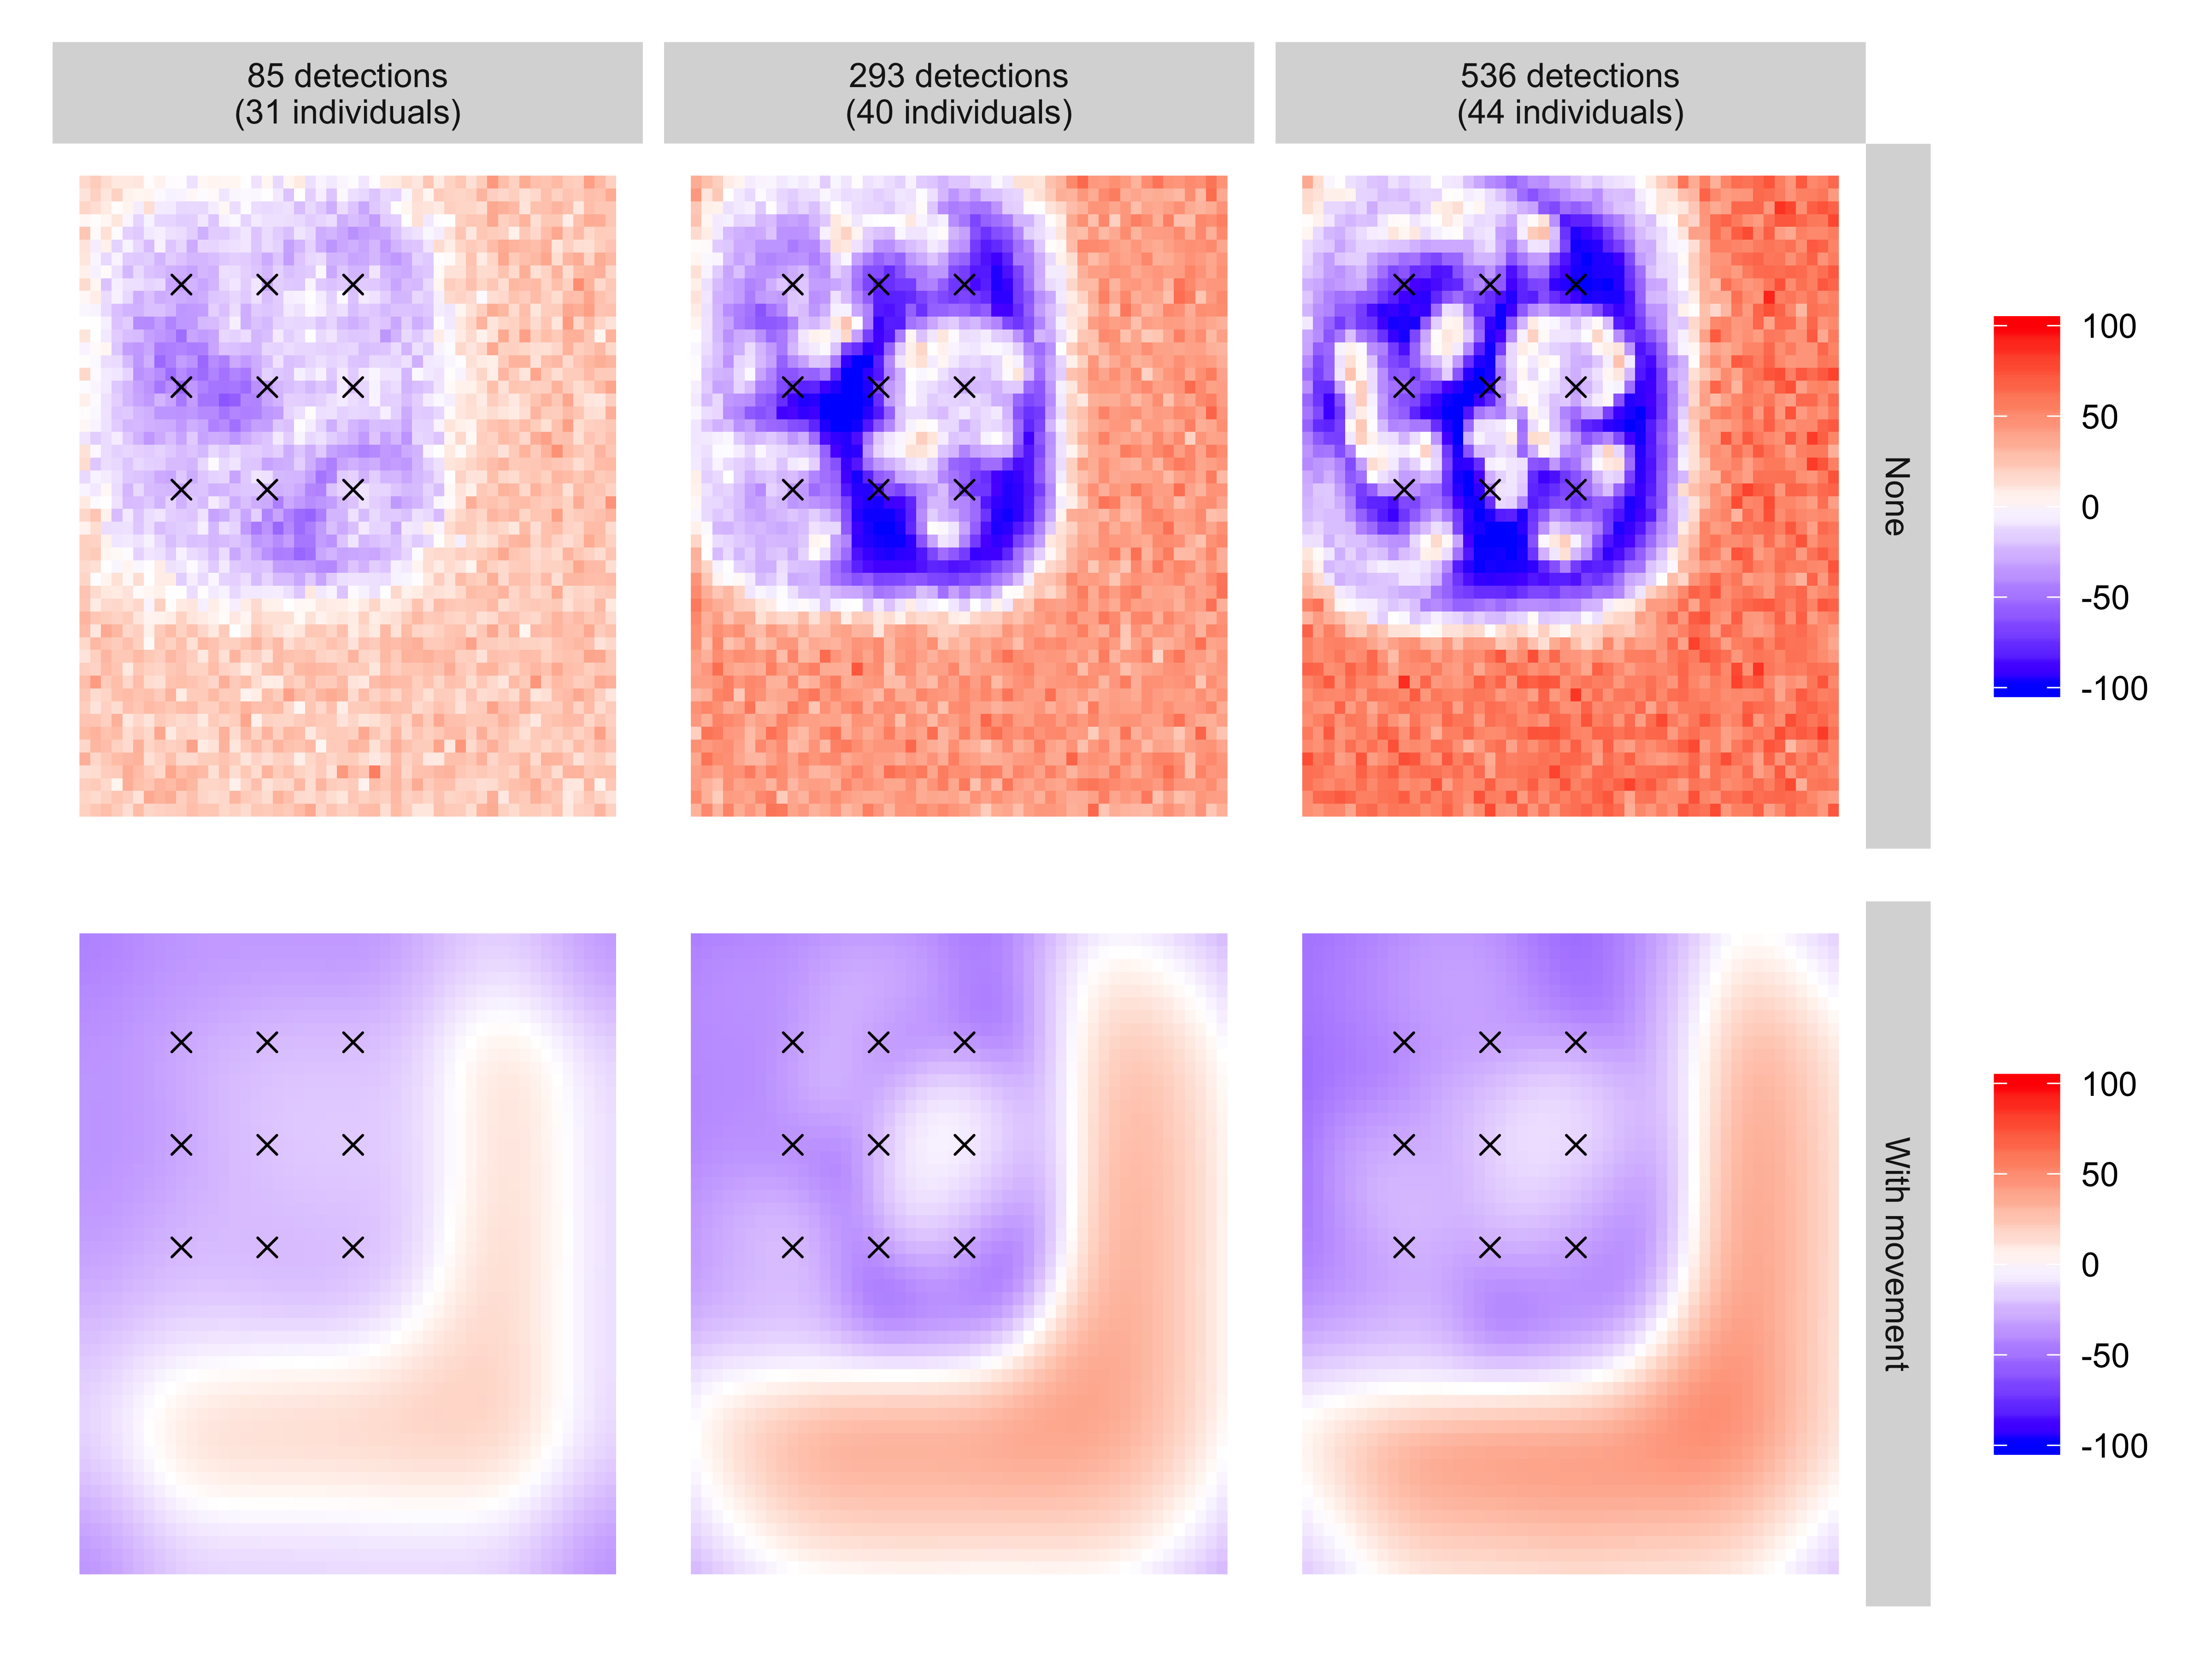 85 detections
(31 individuals)
293 detections
(40 individuals)
536 detections
(44 individuals)
None
100
50
0
-50
-100
With movement
100
50
0
-50
-100